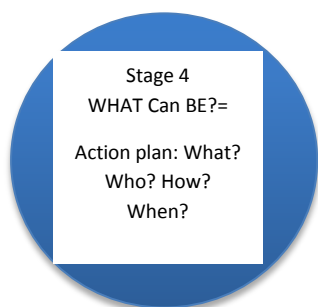 Stage 4
WHAT Can BE?=
Action plan: What?
Who? How?
When?